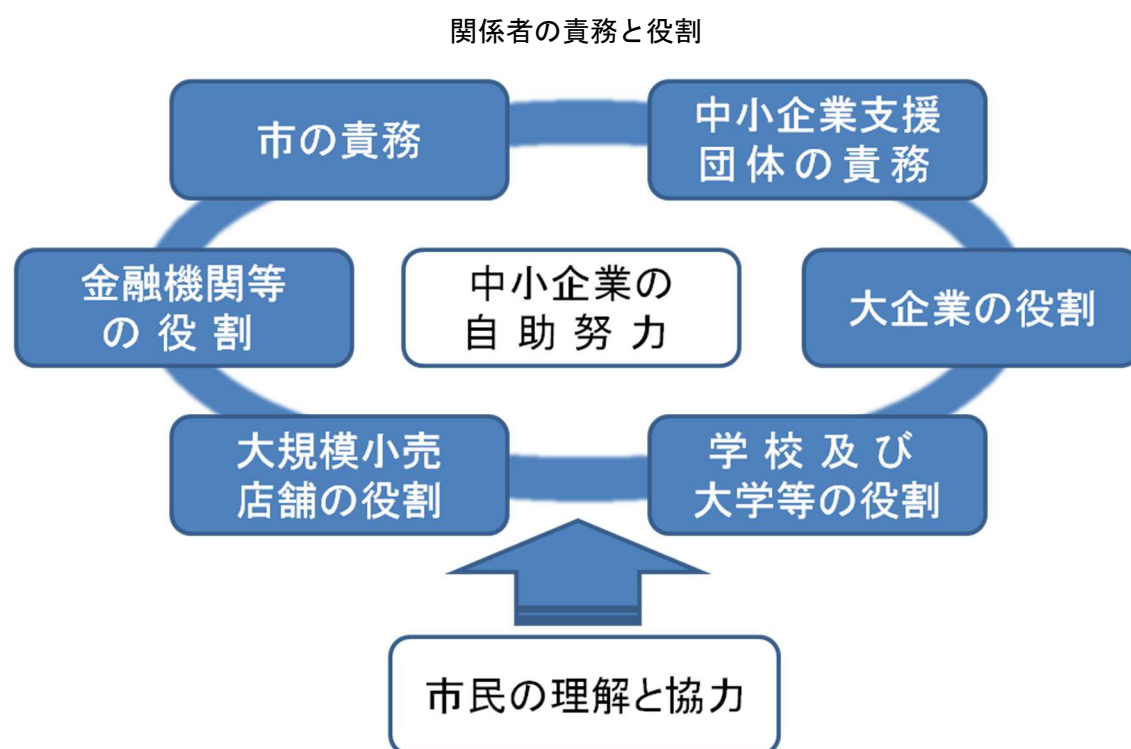 関係者の責務と役割
市の責務
中小企業支援
団体の責務
金融機関等
の役割
中小企業の
自助努力
大企業の役割
大規模小売
店舗の役割
学校及び
大学等の役割
市民の理解と協力